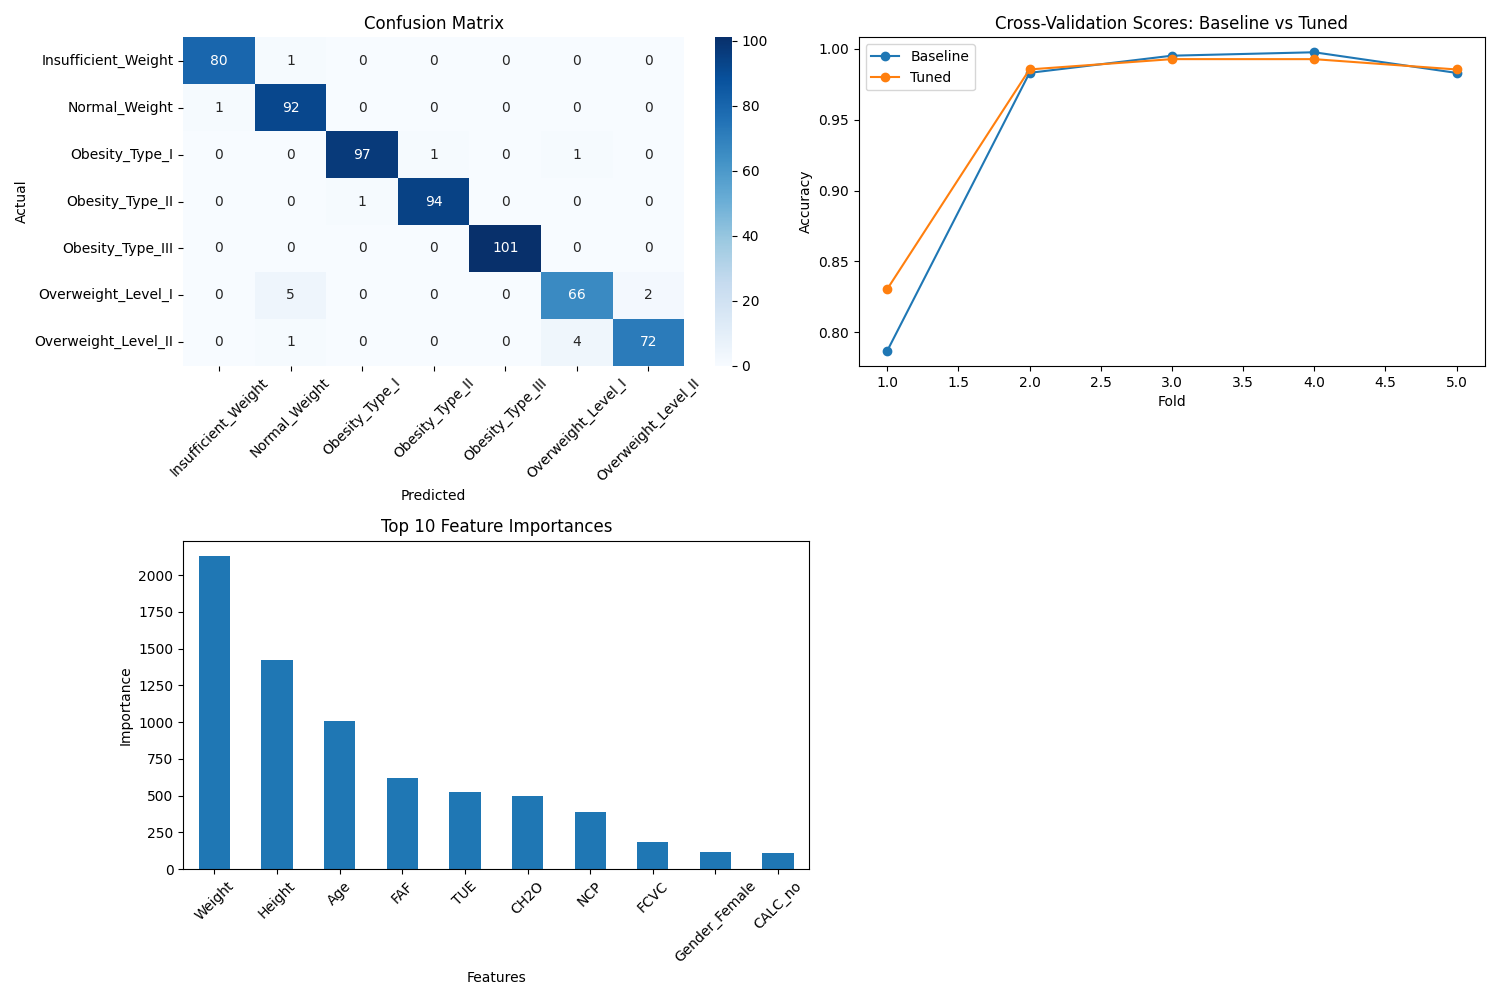 Confusion Matrix
Actual
Insufficient_Weight 80 1 0 0 0 0 0
Normal_Weight 1 92 0 0 0 0 0
Obesity_Type_I 0 0 97 1 0 1 0
Obesity_Type_II 0 0 1 94 0 0 0
Obesity_Type_III 0 0 0 0 101 0 0
Overweight_Level_I 0 5 0 0 0 66 2
Overweight_Level_II 0 1 0 0 0 4 72
Insufficient_Weight Normal_Weight Obesity_Type_I Obesity_Type_II Obesity_Type_III Overweight_Level_I Overweight_Level_II
Predicted
100
80
60
40
20
0
Cross-Validation Scores: Baseline vs Tuned
Baseline
Tuned
Accuracy
1.00
0.95
0.90
0.85
0.80
1.0 1.5 2.0 2.5 3.0 3.5 4.0 4.5 5.0
Fold
Top 10 Feature Importances
Importance
2000
1750
1500
1250
1000
750
500
250
0
Weight Height Age FAF TUE CH2O NCP FCVC Gender_Female CALC_no
Features